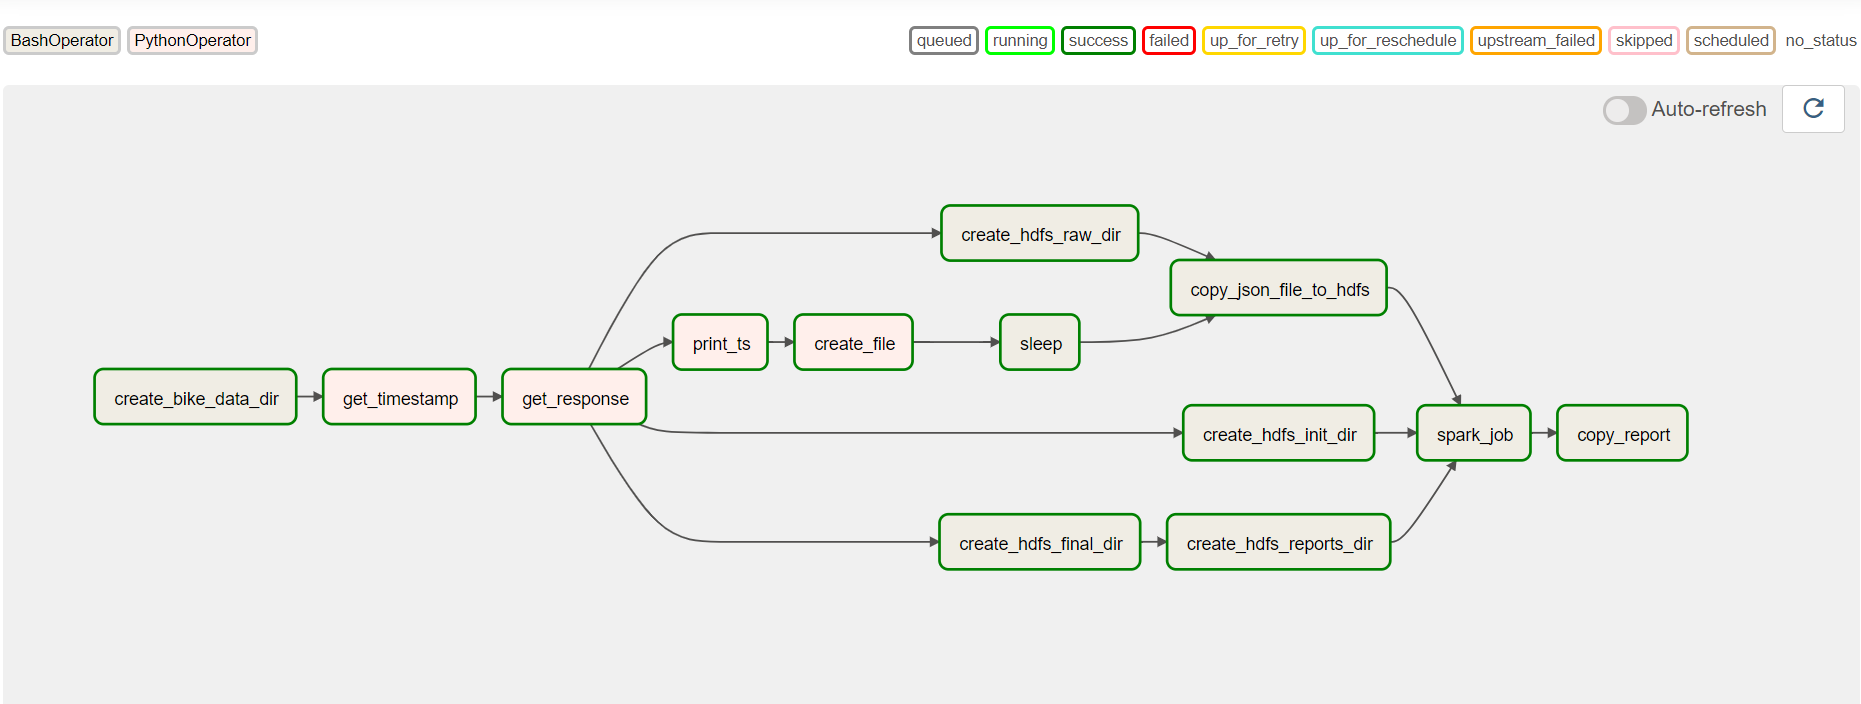 BashOperator PythonOperator queued running success failed up_for_retry up_for_reschedule upstream_failed skipped scheduled no_status
Auto-refresh
create_hdfs_raw_dir
copy_json_file_to_hdfs
print_ts create_file sleep
create_bike_data_dir get_timestamp get_response
create_hdfs_init_dir spark_job copy_report
create_hdfs_final_dir create_hdfs_reports_dir